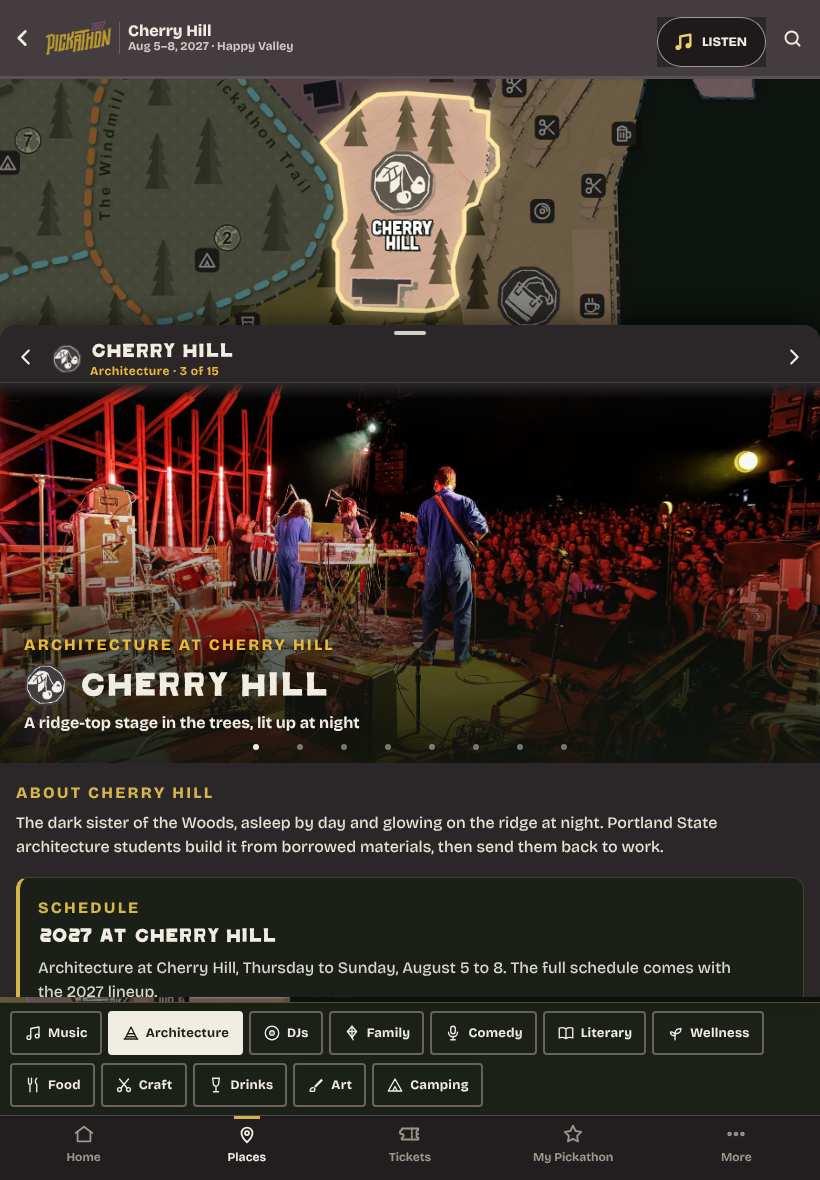 PICKATHON
Cherry Hill
Aug 5–8, 2027 · Happy Valley
LISTEN
The Windmill
ickathon Trail
7
2
CHERRY
HILL
CHERRY HILL
Architecture · 3 of 15
ARCHITECTURE AT CHERRY HILL
CHERRY HILL
A ridge-top stage in the trees, lit up at night
ABOUT CHERRY HILL
The dark sister of the Woods, asleep by day and glowing on the ridge at night. Portland State
architecture students build it from borrowed materials, then send them back to work.
SCHEDULE
2027 AT CHERRY HILL
Architecture at Cherry Hill, Thursday to Sunday, August 5 to 8. The full schedule comes with
the 2027 lineup.
Music
Architecture
DJs
Family
Comedy
Literary
Wellness
Food
Craft
Drinks
Art
Camping
Home
Places
Tickets
My Pickathon
More